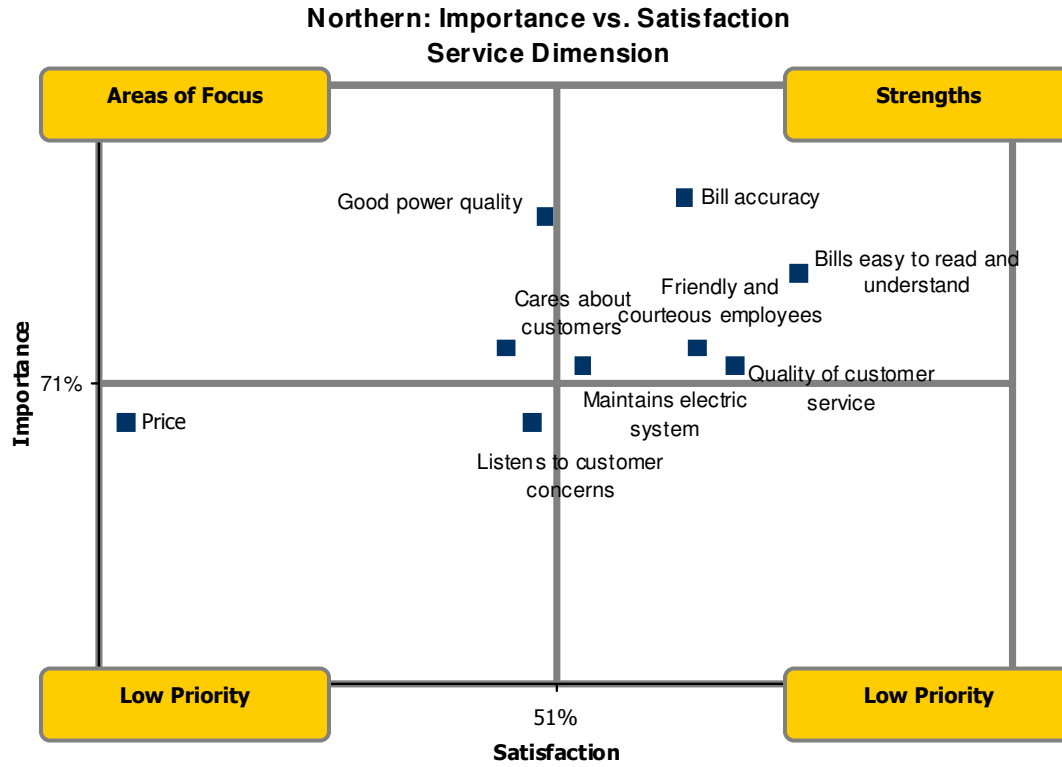 Northern: Importance vs. Satisfaction
Service Dimension
Areas of Focus
Strengths
Good power quality
Bill accuracy
Bills easy to read and
understand
Friendly and
courteous employees
Cares about
customers
Importance
71%
Quality of customer
service
Maintains electric
system
Price
Listens to customer
concerns
Low Priority
Low Priority
51%
Satisfaction